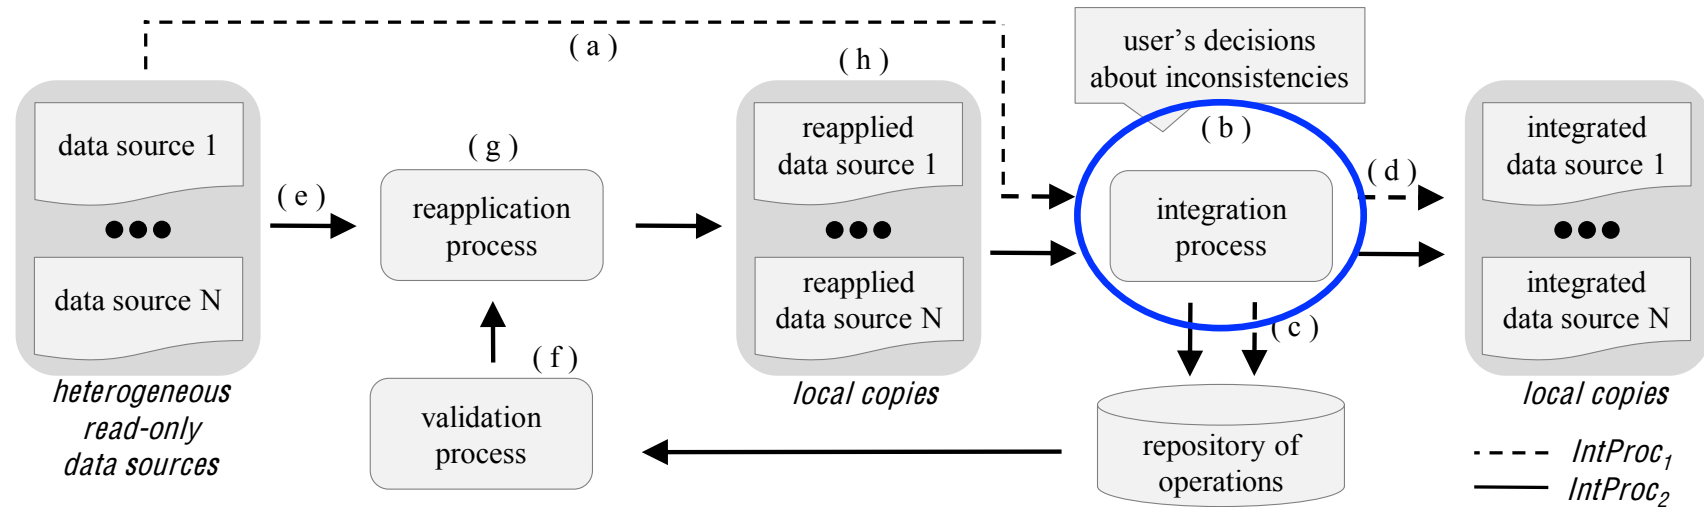 ( a )
user's decisions
about inconsistencies
( h )
( b )
data source 1
reapplied
data source 1
integrated
data source 1
( g )
( d )
( e )
reapplication
process
integration
process
data source N
reapplied
data source N
integrated
data source N
( c )
( f )
heterogeneous
read-only
data sources
local copies
local copies
validation
process
repository of
operations
IntProc1
IntProc2